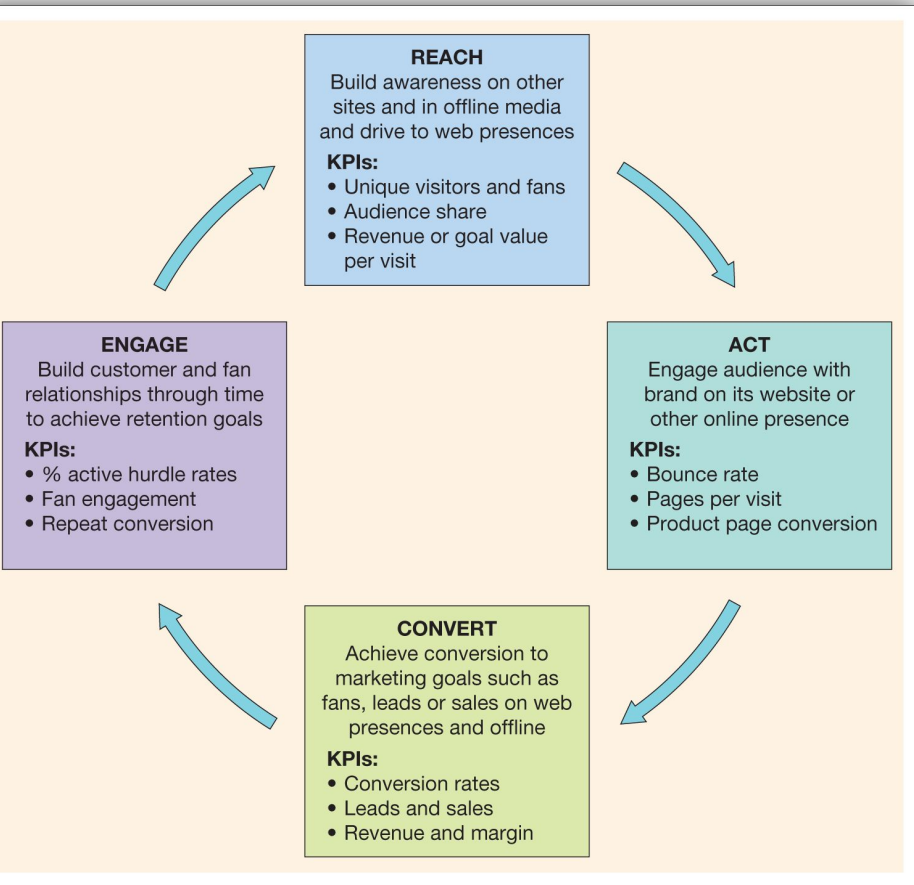 REACH
Build awareness on other
sites and in offline media
and drive to web presences
KPIs:
• Unique visitors and fans
• Audience share
• Revenue or goal value
per visit
ENGAGE
Build customer and fan
relationships through time
to achieve retention goals
KPIs:
• % active hurdle rates
• Fan engagement
• Repeat conversion
ACT
Engage audience with
brand on its website or
other online presence
KPIs:
• Bounce rate
• Pages per visit
• Product page conversion
CONVERT
Achieve conversion to
marketing goals such as
fans, leads or sales on web
presences and offline
KPIs:
• Conversion rates
• Leads and sales
• Revenue and margin